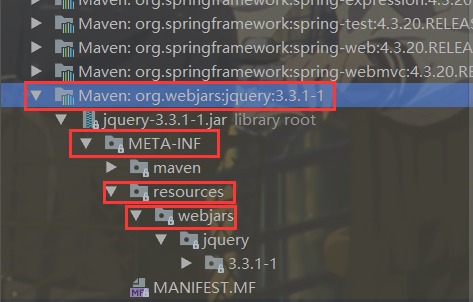 Maven: org.springframework:spring-expression:4.3.20.
Maven: org.springframework:spring-test:4.3.20.RELEA
Maven: org.springframework:spring-web:4.3.20.RELEA
Maven: org.springframework:spring-webmvc:4.3.20.REL
Maven: org.webjars:jquery:3.3.1-1
jquery-3.3.1-1.jar library root
META-INF
maven
resources
webjars
jquery
3.3.1-1
MANIFEST.MF